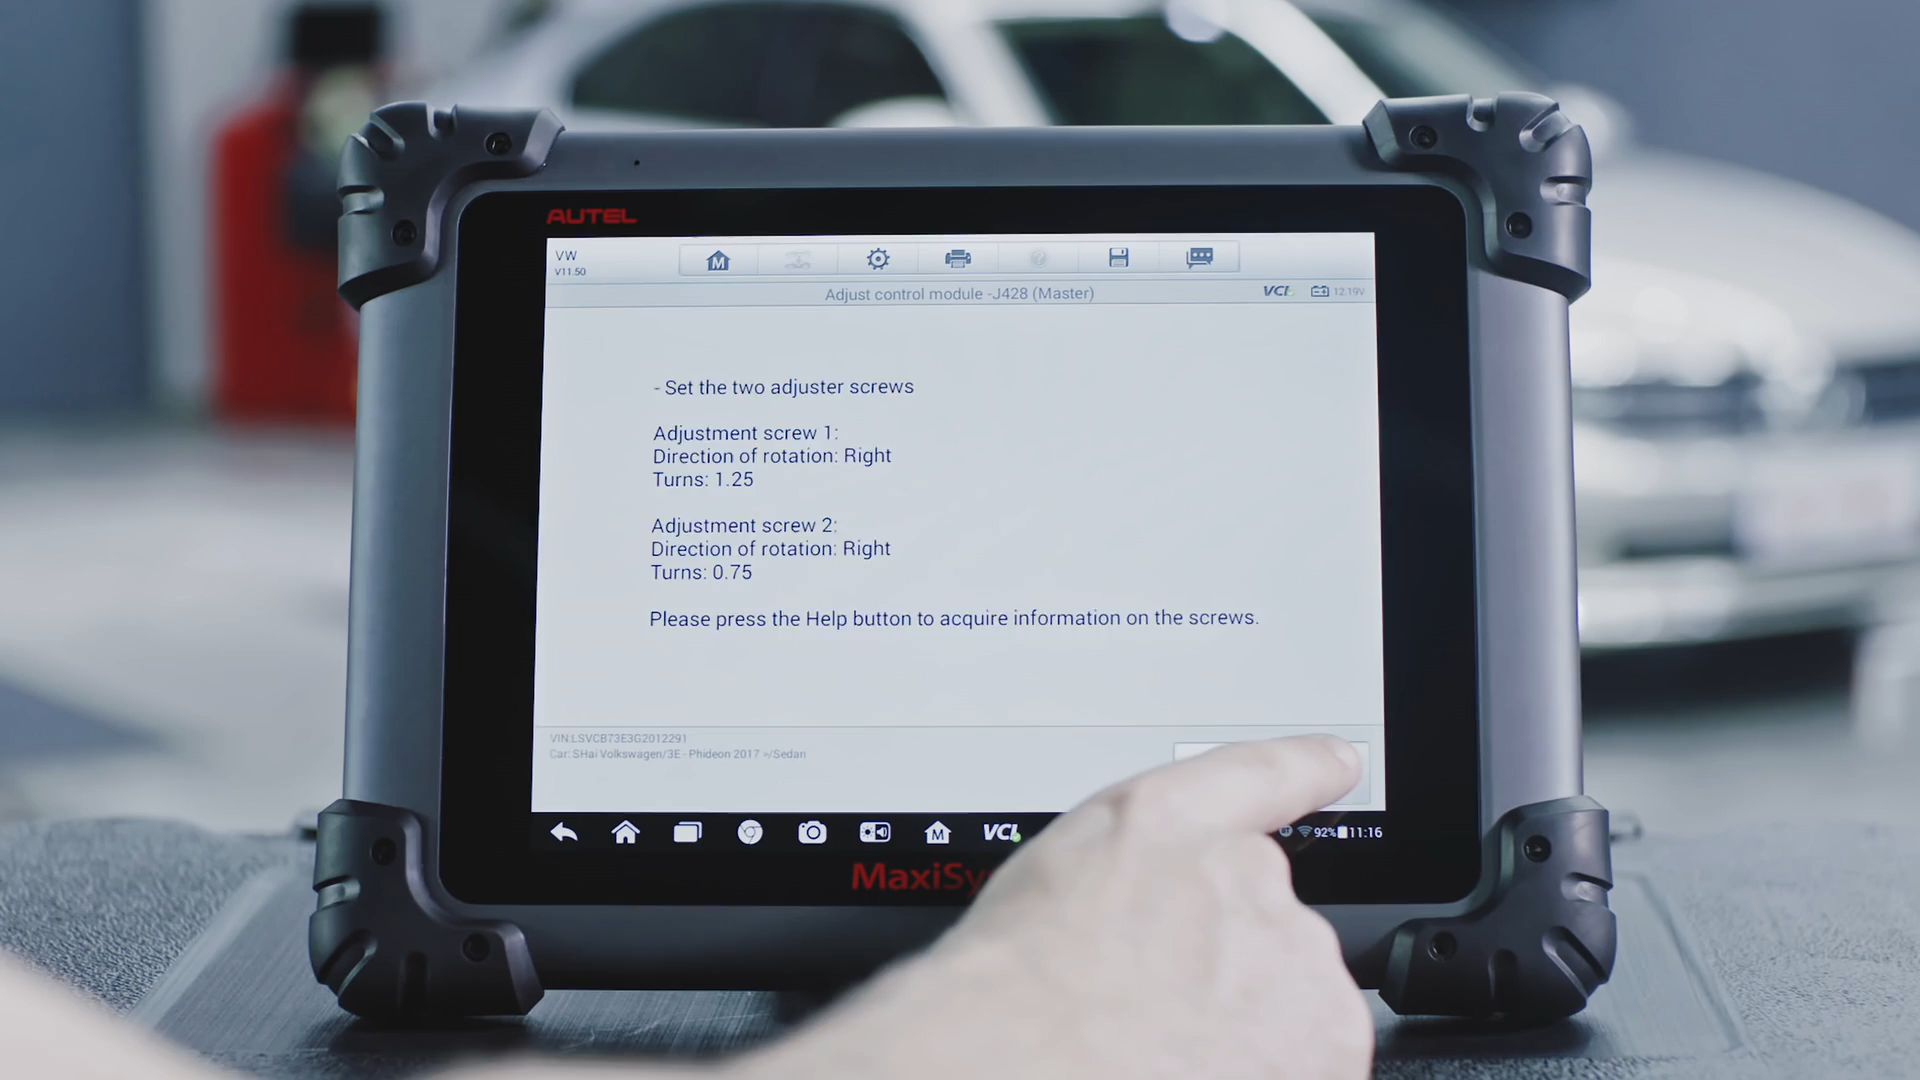 AUTEL
VW
V11.50
M
Adjust control module -J428 (Master)
VCI
12.19V
- Set the two adjuster screws
Adjustment screw 1:
Direction of rotation: Right
Turns: 1.25
Adjustment screw 2:
Direction of rotation: Right
Turns: 0.75
Please press the Help button to acquire information on the screws.
VIN:LSVCB73E3G2012291
Car: SHai Volkswagen/3E - Phideon 2017 >/Sedan
M
VCI
92% 11:16
MaxiSy